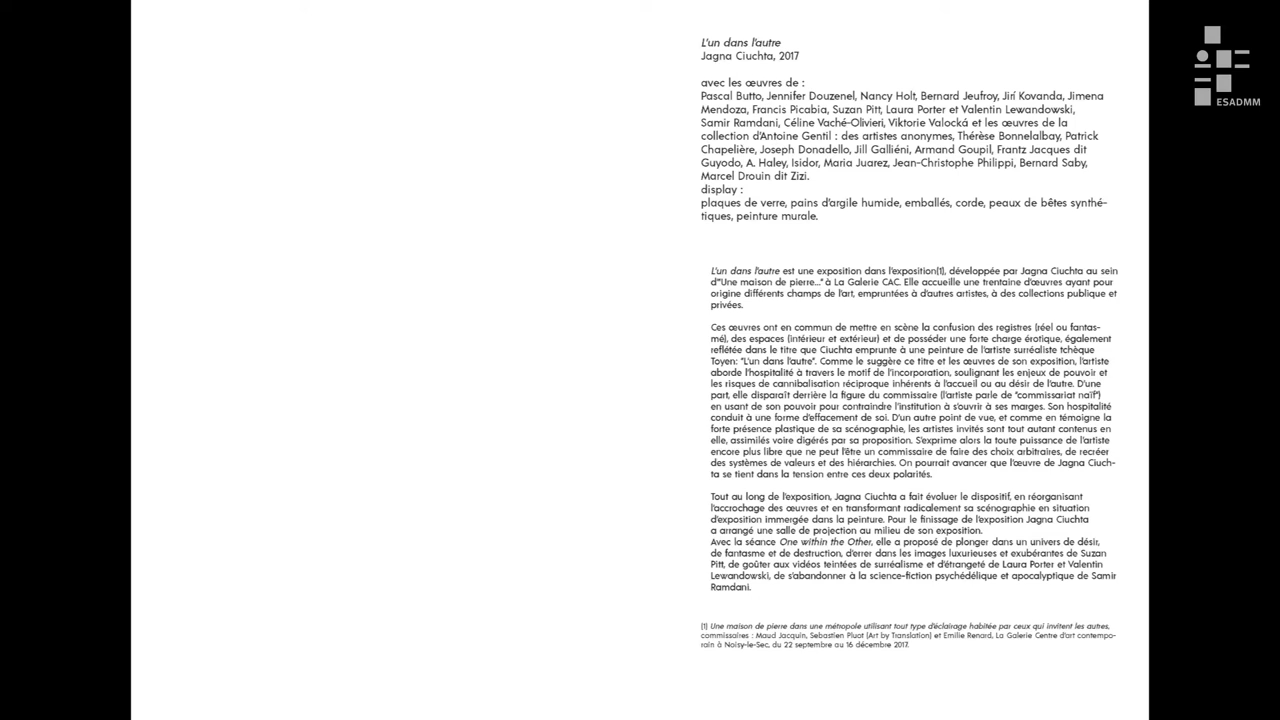 L'un dans l'autre
Jagna Ciuchta, 2017
avec les œuvres de :
Pascal Butto, Jennifer Douzenel, Nancy Holt, Bernard Jeufroy, Jirí Kovanda, Jimena
Mendoza, Francis Picabia, Suzan Pitt, Laura Porter et Valentin Lewandowski,
Samir Ramdani, Céline Vaché-Olivieri, Viktorie Valocká et les œuvres de la
collection d'Antoine Gentil : des artistes anonymes, Thérèse Bonnelalbay, Patrick
Chapelière, Joseph Donadello, Jill Galliéni, Armand Goupil, Frantz Jacques dit
Guyodo, A. Haley, Isidor, Maria Juarez, Jean-Christophe Philippi, Bernard Saby,
Marcel Drouin dit Zizi.
display :
plaques de verre, pains d'argile humide, emballés, corde, peaux de bêtes synthé-
tiques, peinture murale.
L'un dans l'autre est une exposition dans l'exposition[1], développée par Jagna Ciuchta au sein
d'"Une maison de pierre..." à La Galerie CAC. Elle accueille une trentaine d'œuvres ayant pour
origine différents champs de l'art, empruntées à d'autres artistes, à des collections publique et
privées.
Ces œuvres ont en commun de mettre en scène la confusion des registres (réel ou fantas-
mé), des espaces (intérieur et extérieur) et de posséder une forte charge érotique, également
reflétée dans le titre que Ciuchta emprunte à une peinture de l'artiste surréaliste tchèque
Toyen: "L'un dans l'autre". Comme le suggère ce titre et les œuvres de son exposition, l'artiste
aborde l'hospitalité à travers le motif de l'incorporation, soulignant les enjeux de pouvoir et
les risques de cannibalisation réciproque inhérents à l'accueil ou au désir de l'autre. D'une
part, elle disparaît derrière la figure du commissaire (l'artiste parle de "commissariat naïf")
en usant de son pouvoir pour contraindre l'institution à s'ouvrir à ses marges. Son hospitalité
conduit à une forme d'effacement de soi. D'un autre point de vue, et comme en témoigne la
forte présence plastique de sa scénographie, les artistes invités sont tout autant contenus en
elle, assimilés voire digérés par sa proposition. S'exprime alors la toute puissance de l'artiste
encore plus libre que ne peut l'être un commissaire de faire des choix arbitraires, de recréer
des systèmes de valeurs et des hiérarchies. On pourrait avancer que l'œuvre de Jagna Ciuch-
ta se tient dans la tension entre ces deux polarités.
Tout au long de l'exposition, Jagna Ciuchta a fait évoluer le dispositif, en réorganisant
l'accrochage des œuvres et en transformant radicalement sa scénographie en situation
d'exposition immergée dans la peinture. Pour le finissage de l'exposition Jagna Ciuchta
a arrangé une salle de projection au milieu de son exposition.
Avec la séance One within the Other, elle a proposé de plonger dans un univers de désir,
de fantasme et de destruction, d'errer dans les images luxurieuses et exubérantes de Suzan
Pitt, de goûter aux vidéos teintées de surréalisme et d'étrangeté de Laura Porter et Valentin
Lewandowski, de s'abandonner à la science-fiction psychédélique et apocalyptique de Samir
Ramdani.
[1] Une maison de pierre dans une métropole utilisant tout type d'éclairage habitée par ceux qui invitent les autres,
commissaires : Maud Jacquin, Sebastien Pluot (Art by Translation) et Emilie Renard, La Galerie Centre d'art contempo-
rain à Noisy-le-Sec, du 22 septembre au 16 décembre 2017.
ESADMM